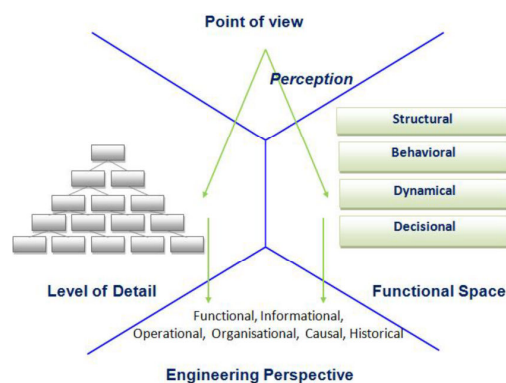 Point of view
Perception
Structural
Behavioral
Dynamical
Decisional
Level of Detail
Functional Space
Functional, Informational,
Operational, Organisational, Causal, Historical
Engineering Perspective